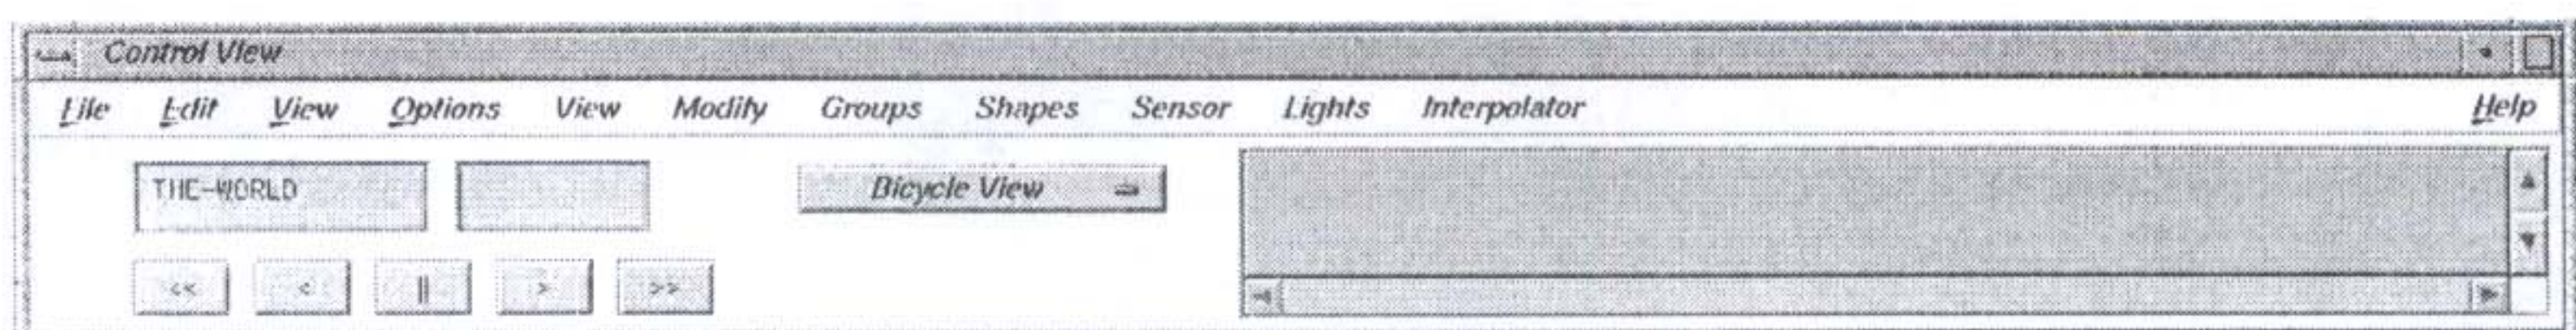 Control View
File Edit View Options View Modify Groups Shapes Sensor Lights Interpolator Help
THE-WORLD
Bicycle View
<< < || > >>